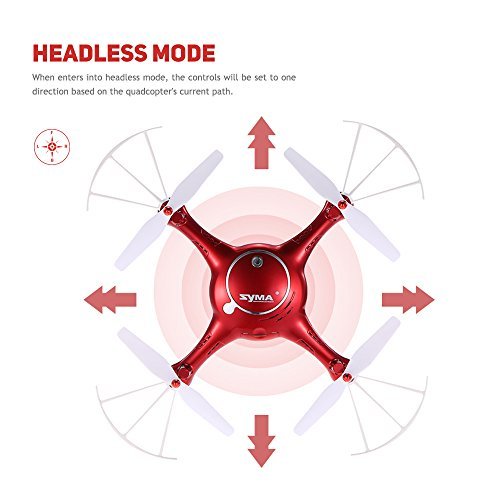 HEADLESS MODE
When enters into headless mode, the controls will be set to one
direction based on the quadcopter's current path.
F
L R
B
SYMA